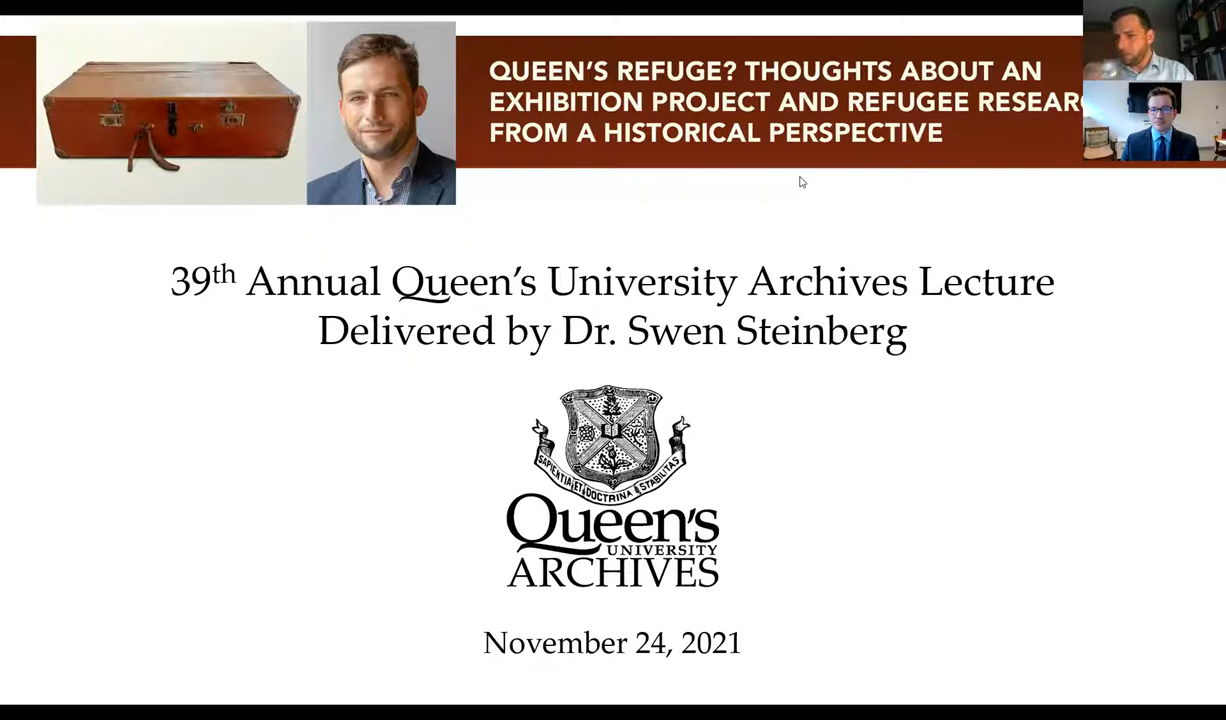 QUEEN'S REFUGE? THOUGHTS ABOUT AN
EXHIBITION PROJECT AND REFUGEE RESEAR
FROM A HISTORICAL PERSPECTIVE
39th Annual Queen's University Archives Lecture
Delivered by Dr. Swen Steinberg
SAPIENTIA ET DOCTRINA STABILITAS
Queen's
UNIVERSITY
ARCHIVES
November 24, 2021